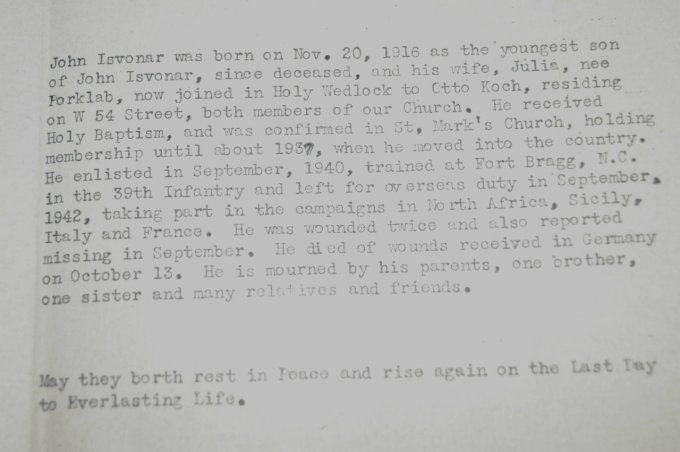 John Isvonar was born on Nov. 20, 1916 as the youngest son
of John Isvonar, since deceased, and his wife, Julia, nee
Porklab, now joined in Holy Wedlock to Otto Koch, residing
on W 54 Street, both members of our Church. He received
Holy Baptism, and was confirmed in St, Mark's Church, holding
membership until about 1937, when he moved into the country.
He enlisted in September, 1940, trained at Fort Bragg, N.C.
in the 39th Infantry and left for overseas duty in September,
1942, taking part in the campaigns in North Africa, Sicily,
Italy and France. He was wounded twice and also reported
missing in September. He died of wounds received in Germany
on October 13. He is mourned by his parents, one brother,
one sister and many relatives and friends.
May they borth rest in Peace and rise again on the Last Day
to Everlasting Life.